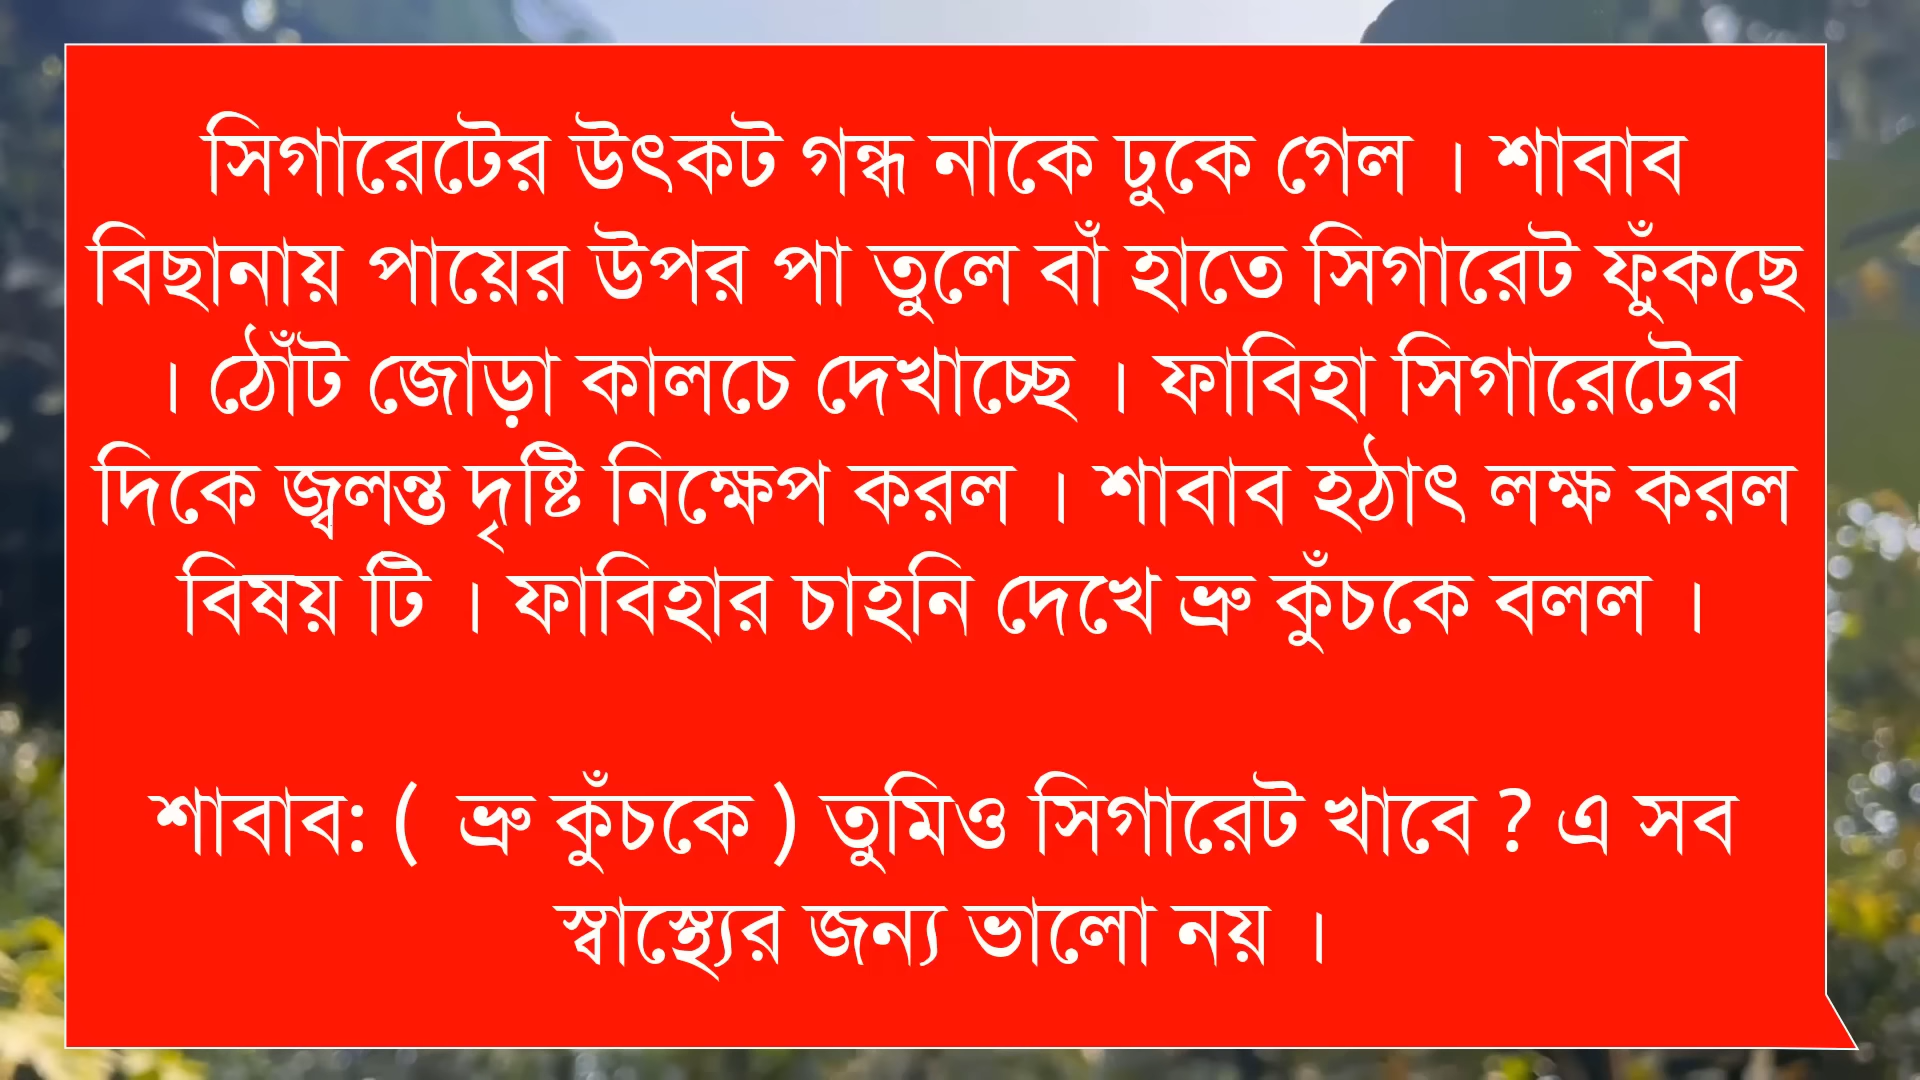 সিগারেটের উৎকট গন্ধ নাকে ঢুকে গেল । শাবাব
বিছানায় পায়ের উপর পা তুলে বাঁ হাতে সিগারেট ফুঁকছে
। ঠোঁট জোড়া কালচে দেখাচ্ছে । ফাবিহা সিগারেটের
দিকে জ্বলন্ত দৃষ্টি নিক্ষেপ করল । শাবাব হঠাৎ লক্ষ করল
বিষয় টি । ফাবিহার চাহনি দেখে ভ্রু কুঁচকে বলল ।
শাবাব: ( ভ্রু কুঁচকে ) তুমিও সিগারেট খাবে ? এ সব
স্বাস্থ্যের জন্য ভালো নয় ।